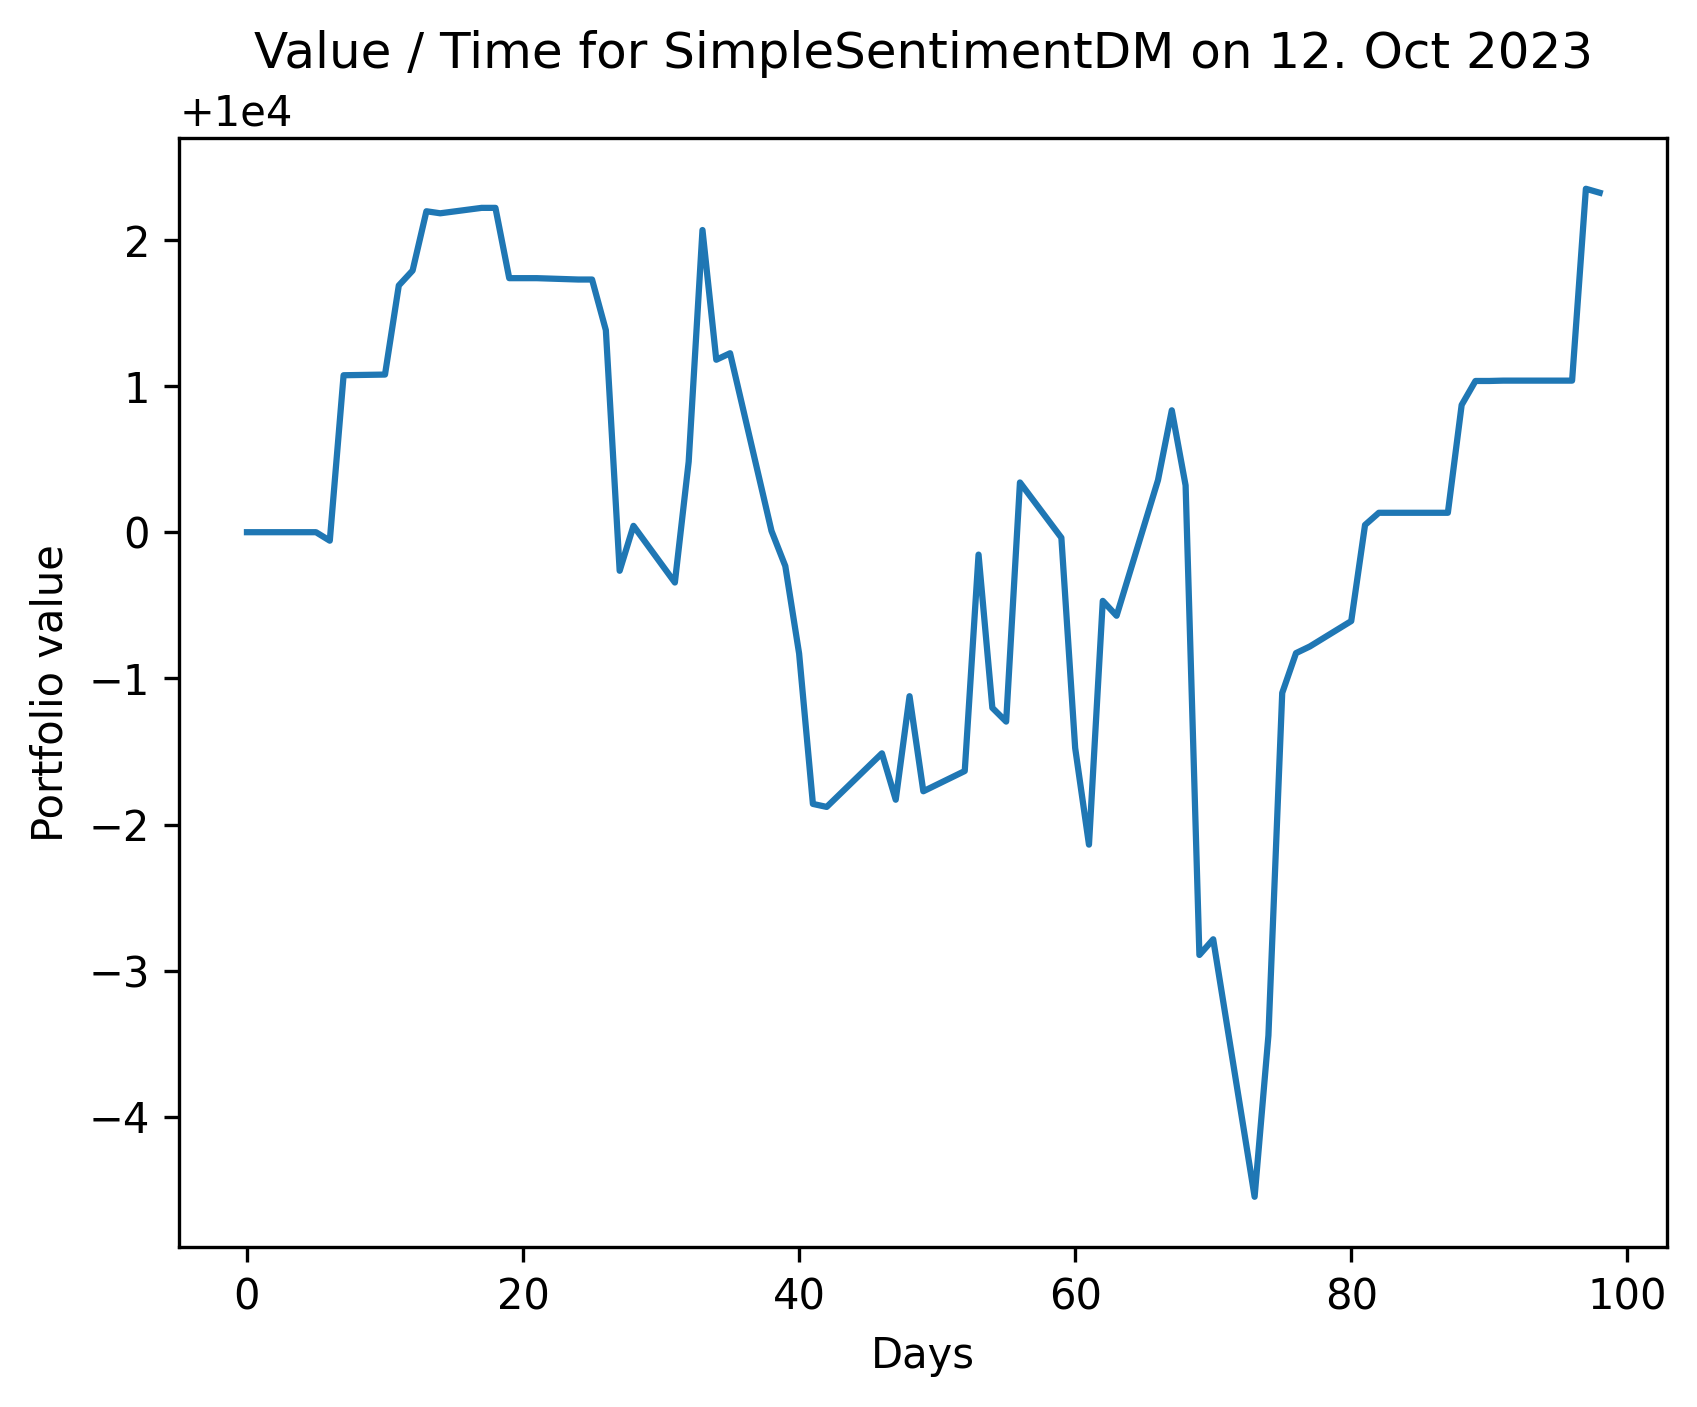 Value / Time for SimpleSentimentDM on 12. Oct 2023
+1e4
2
1
0
−1
−2
−3
−4
Portfolio value
0 20 40 60 80 100
Days